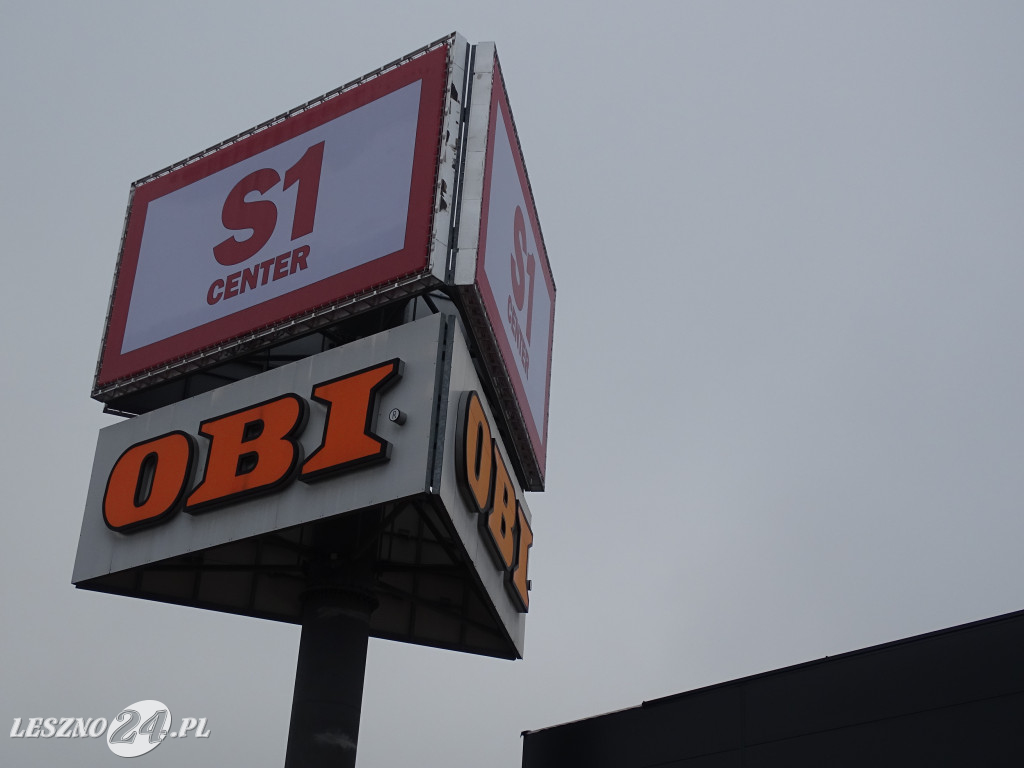 S1
CENTER
S1
CENTER
OBI ®
OBI
LESZNO24.PL